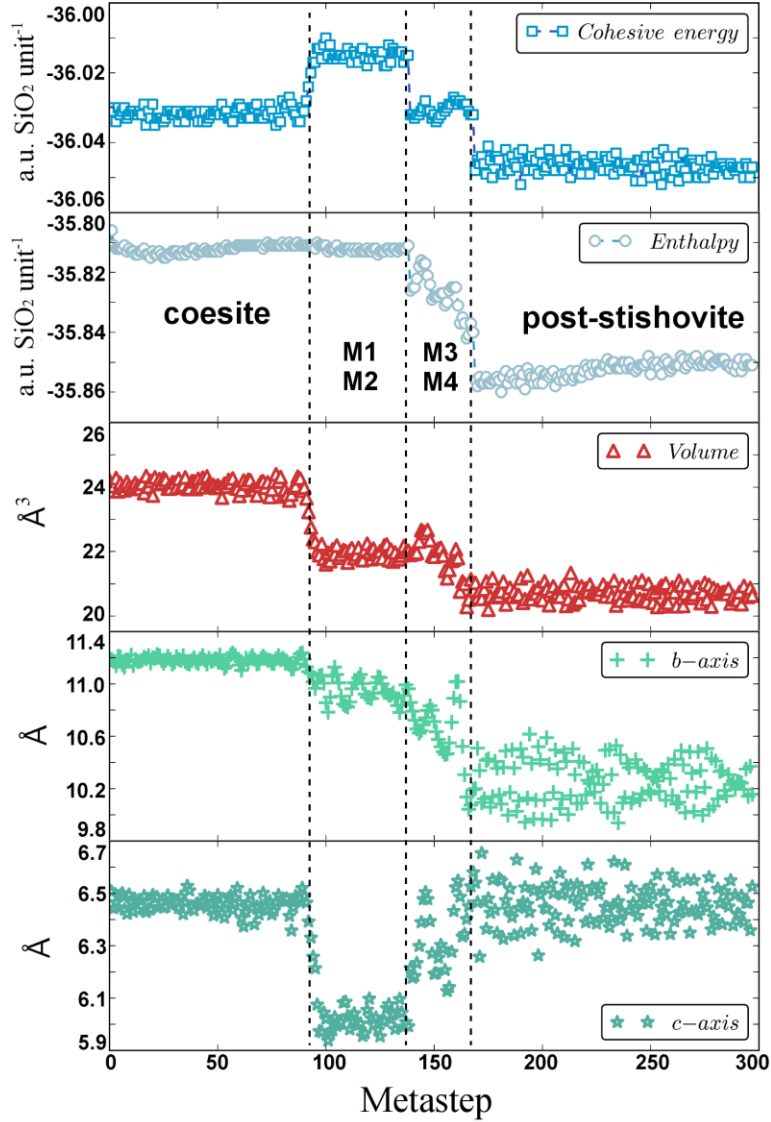 -36.00
-36.02
-36.04
-36.06
a.u. SiO₂ unit⁻¹
Cohesive energy
-35.80
-35.82
-35.84
-35.86
a.u. SiO₂ unit⁻¹
Enthalpy
coesite
post-stishovite
M1
M2
M3
M4
26
24
22
20
Å³
Volume
11.4
11.0
10.6
10.2
9.8
Å
b-axis
6.7
6.5
6.3
6.1
5.9
Å
c-axis
0 50 100 150 200 250 300
Metastep